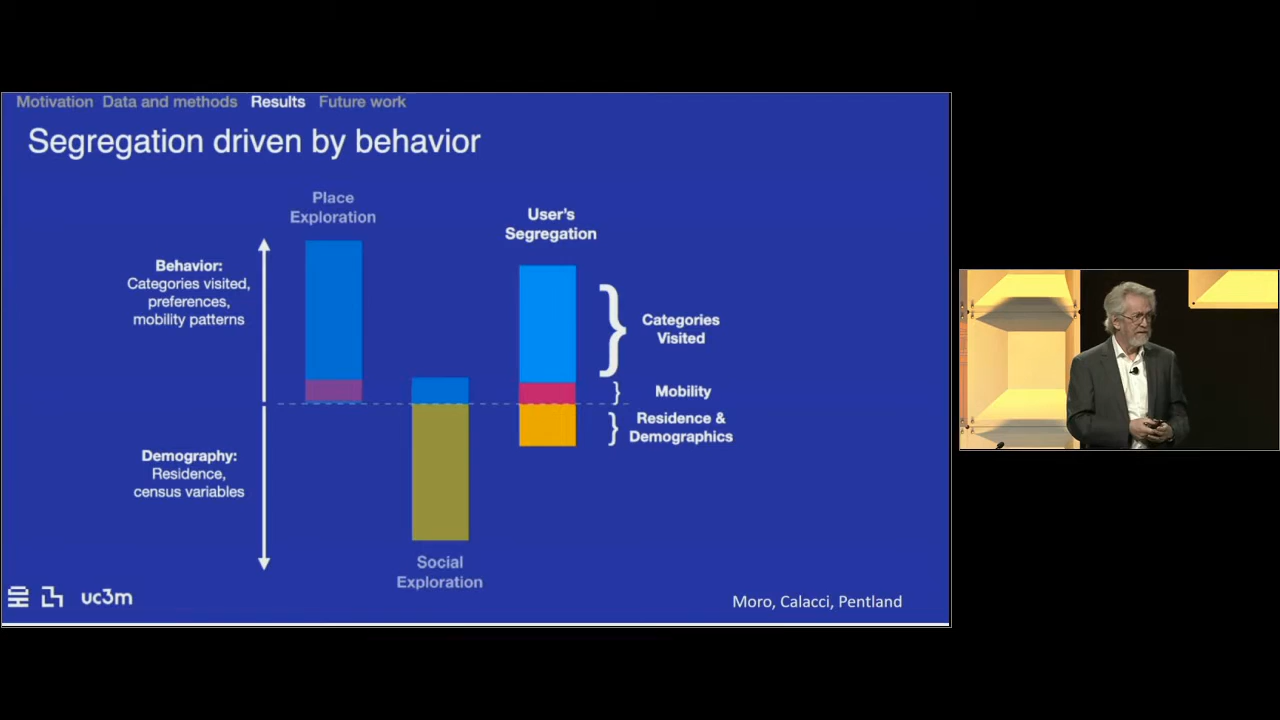 Motivation Data and methods Results Future work
Segregation driven by behavior
Place
Exploration
User's
Segregation
Behavior:
Categories visited,
preferences,
mobility patterns
Categories
Visited
Mobility
Residence &
Demographics
Demography:
Residence,
census variables
Social
Exploration
uc3m
Moro, Calacci, Pentland